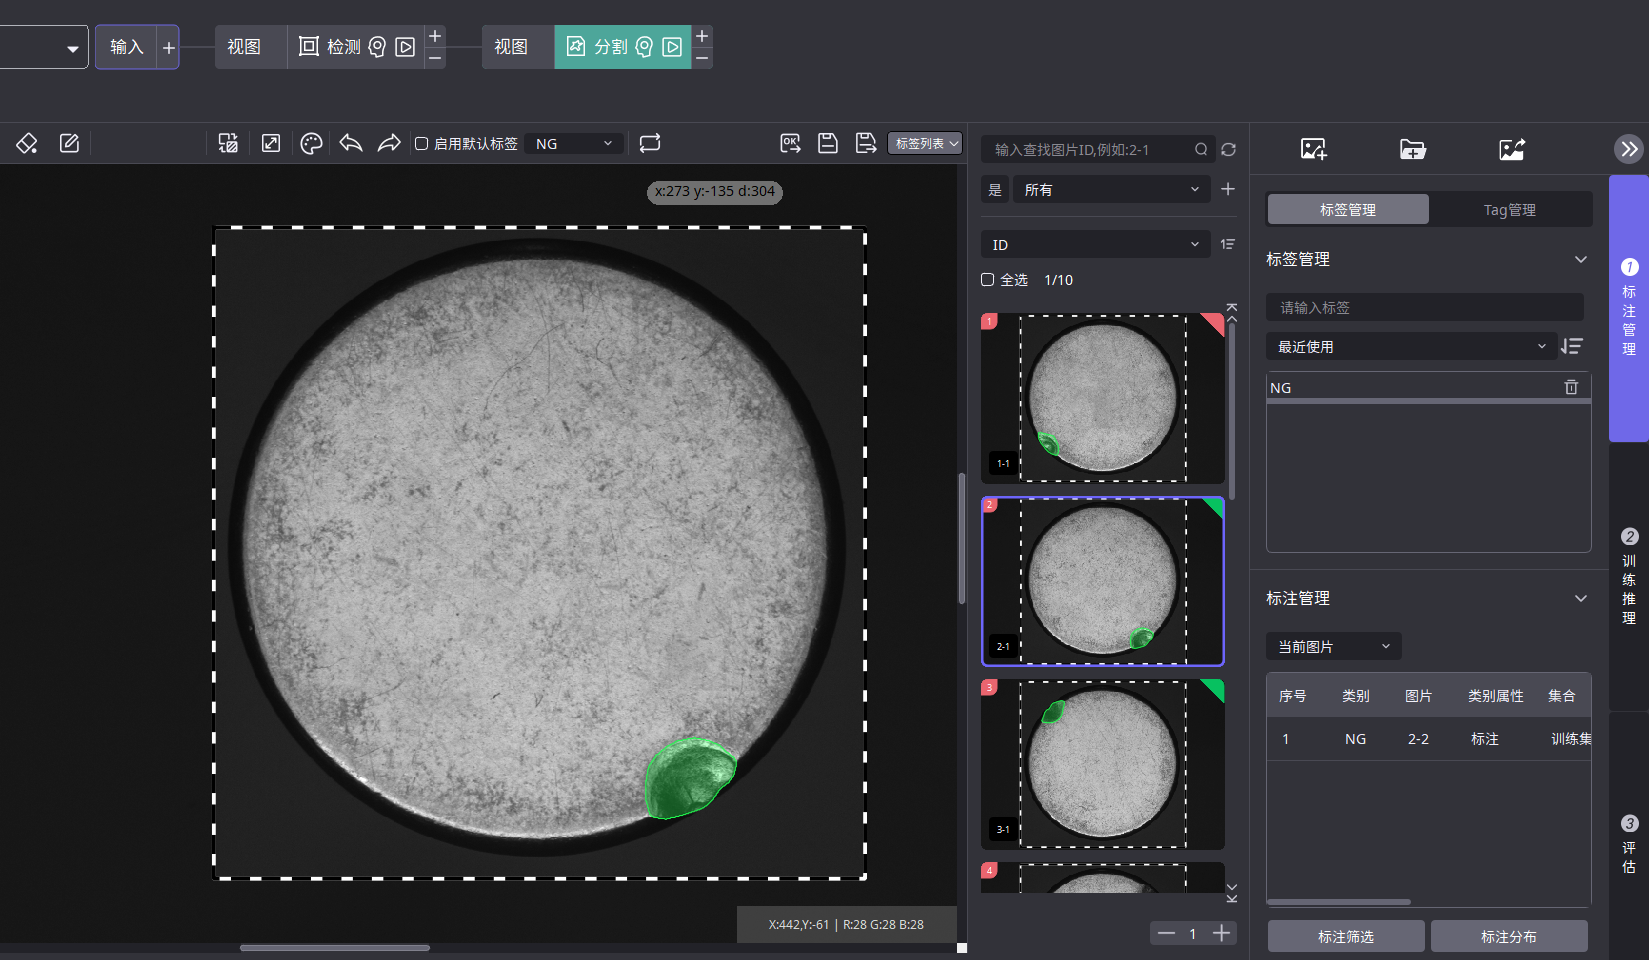 输入 +
视图 检测 + −
视图 分割 + −
启用默认标签 NG
OK
标签列表
x:273 y:-135 d:304
X:442,Y:-61 | R:28 G:28 B:28
输入查找图片ID,例如:2-1
是 所有 +
ID
全选 1/10
1
1-1
2
2-1
3
3-1
4
1
标签管理 Tag管理
标签管理
请输入标签
最近使用
NG
标注管理
当前图片
序号 类别 图片 类别属性 集合
1 NG 2-2 标注 训练集
标注筛选 标注分布
1 标注管理
2 训练推理
3 评估